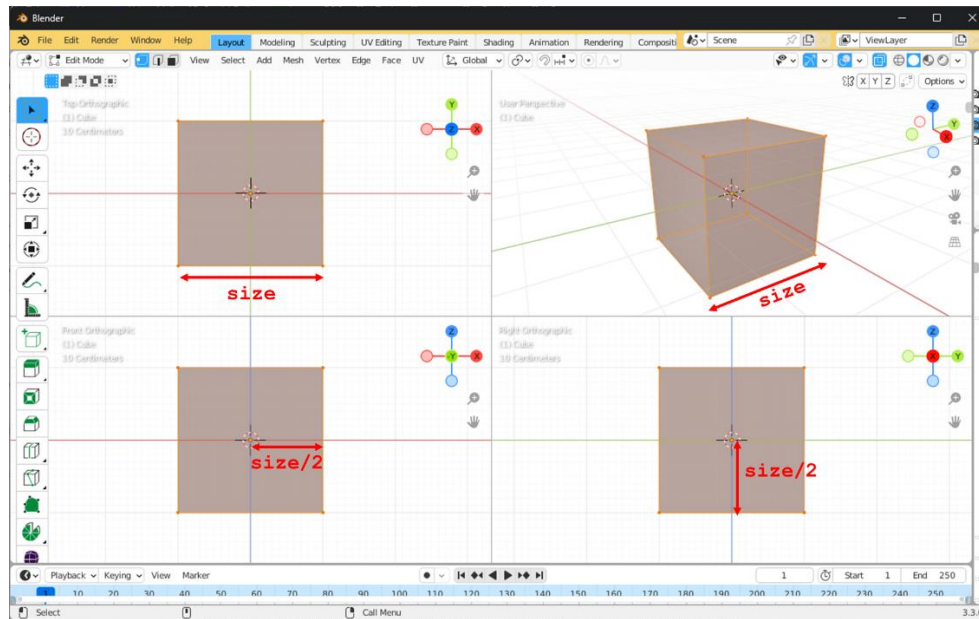 Blender
File Edit Render Window Help Layout Modeling Sculpting UV Editing Texture Paint Shading Animation Rendering Compositi Scene ViewLayer
Edit Mode View Select Add Mesh Vertex Edge Face UV Global
X Y Z Options
Top Orthographic
(1) Cube
10 Centimeters
Y
Z X
size
User Perspective
(1) Cube
Z
Y
X
size
Front Orthographic
(1) Cube
10 Centimeters
Z
Y X
size/2
Right Orthographic
(1) Cube
10 Centimeters
Z
X Y
size/2
Playback Keying View Marker 1 Start 1 End 250
1 10 20 30 40 50 60 70 80 90 100 110 120 130 140 150 160 170 180 190 200 210 220 230 240 250
Select Call Menu 3.3.